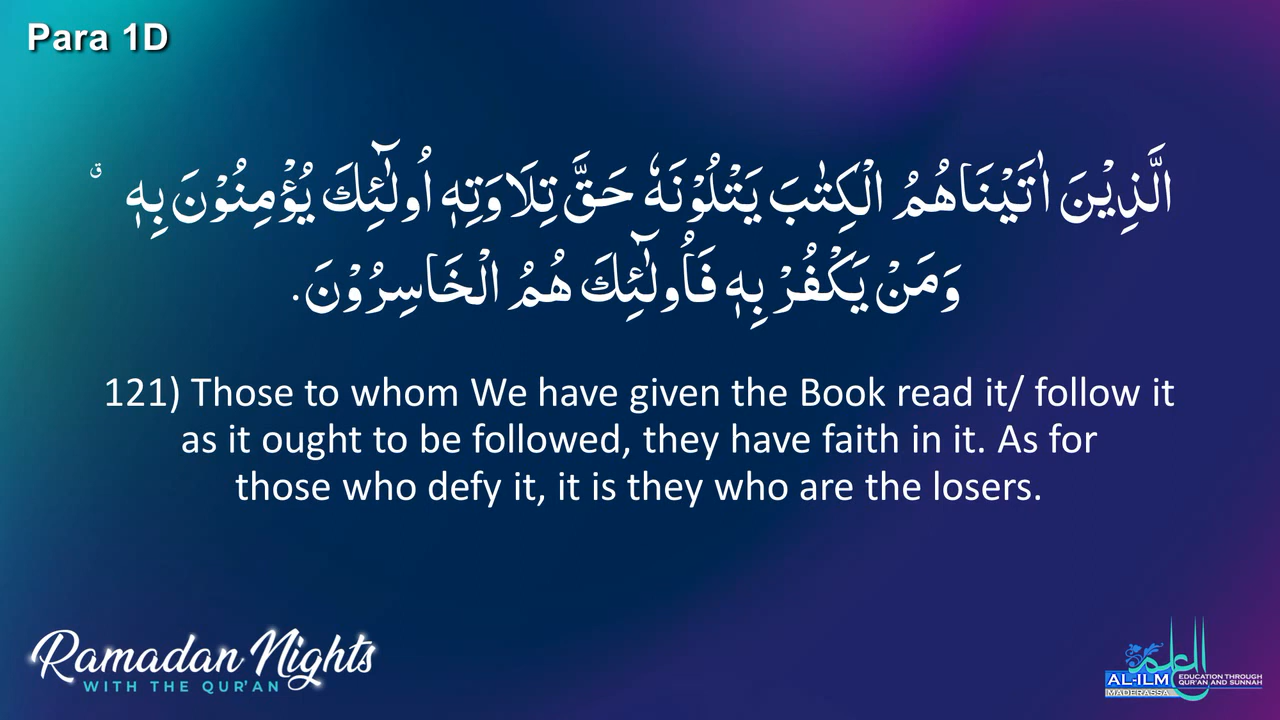 Para 1D
الَّذِیْنَ اٰتَیْنَاهُمُ الْكِتٰبَ یَتْلُوْنَهٗ حَقَّ تِلَاوَتِهٖ اُولٰٓئِكَ یُؤْمِنُوْنَ بِهٖ ۗ
وَمَنْ یَكْفُرْ بِهٖ فَاُولٰٓئِكَ هُمُ الْخَاسِرُوْنَ.
121) Those to whom We have given the Book read it/ follow it
as it ought to be followed, they have faith in it. As for
those who defy it, it is they who are the losers.
Ramadan Nights
WITH THE QUR'AN
العلم
AL-ILM
MADERASSA
EDUCATION THROUGH
QUR'AN AND SUNNAH